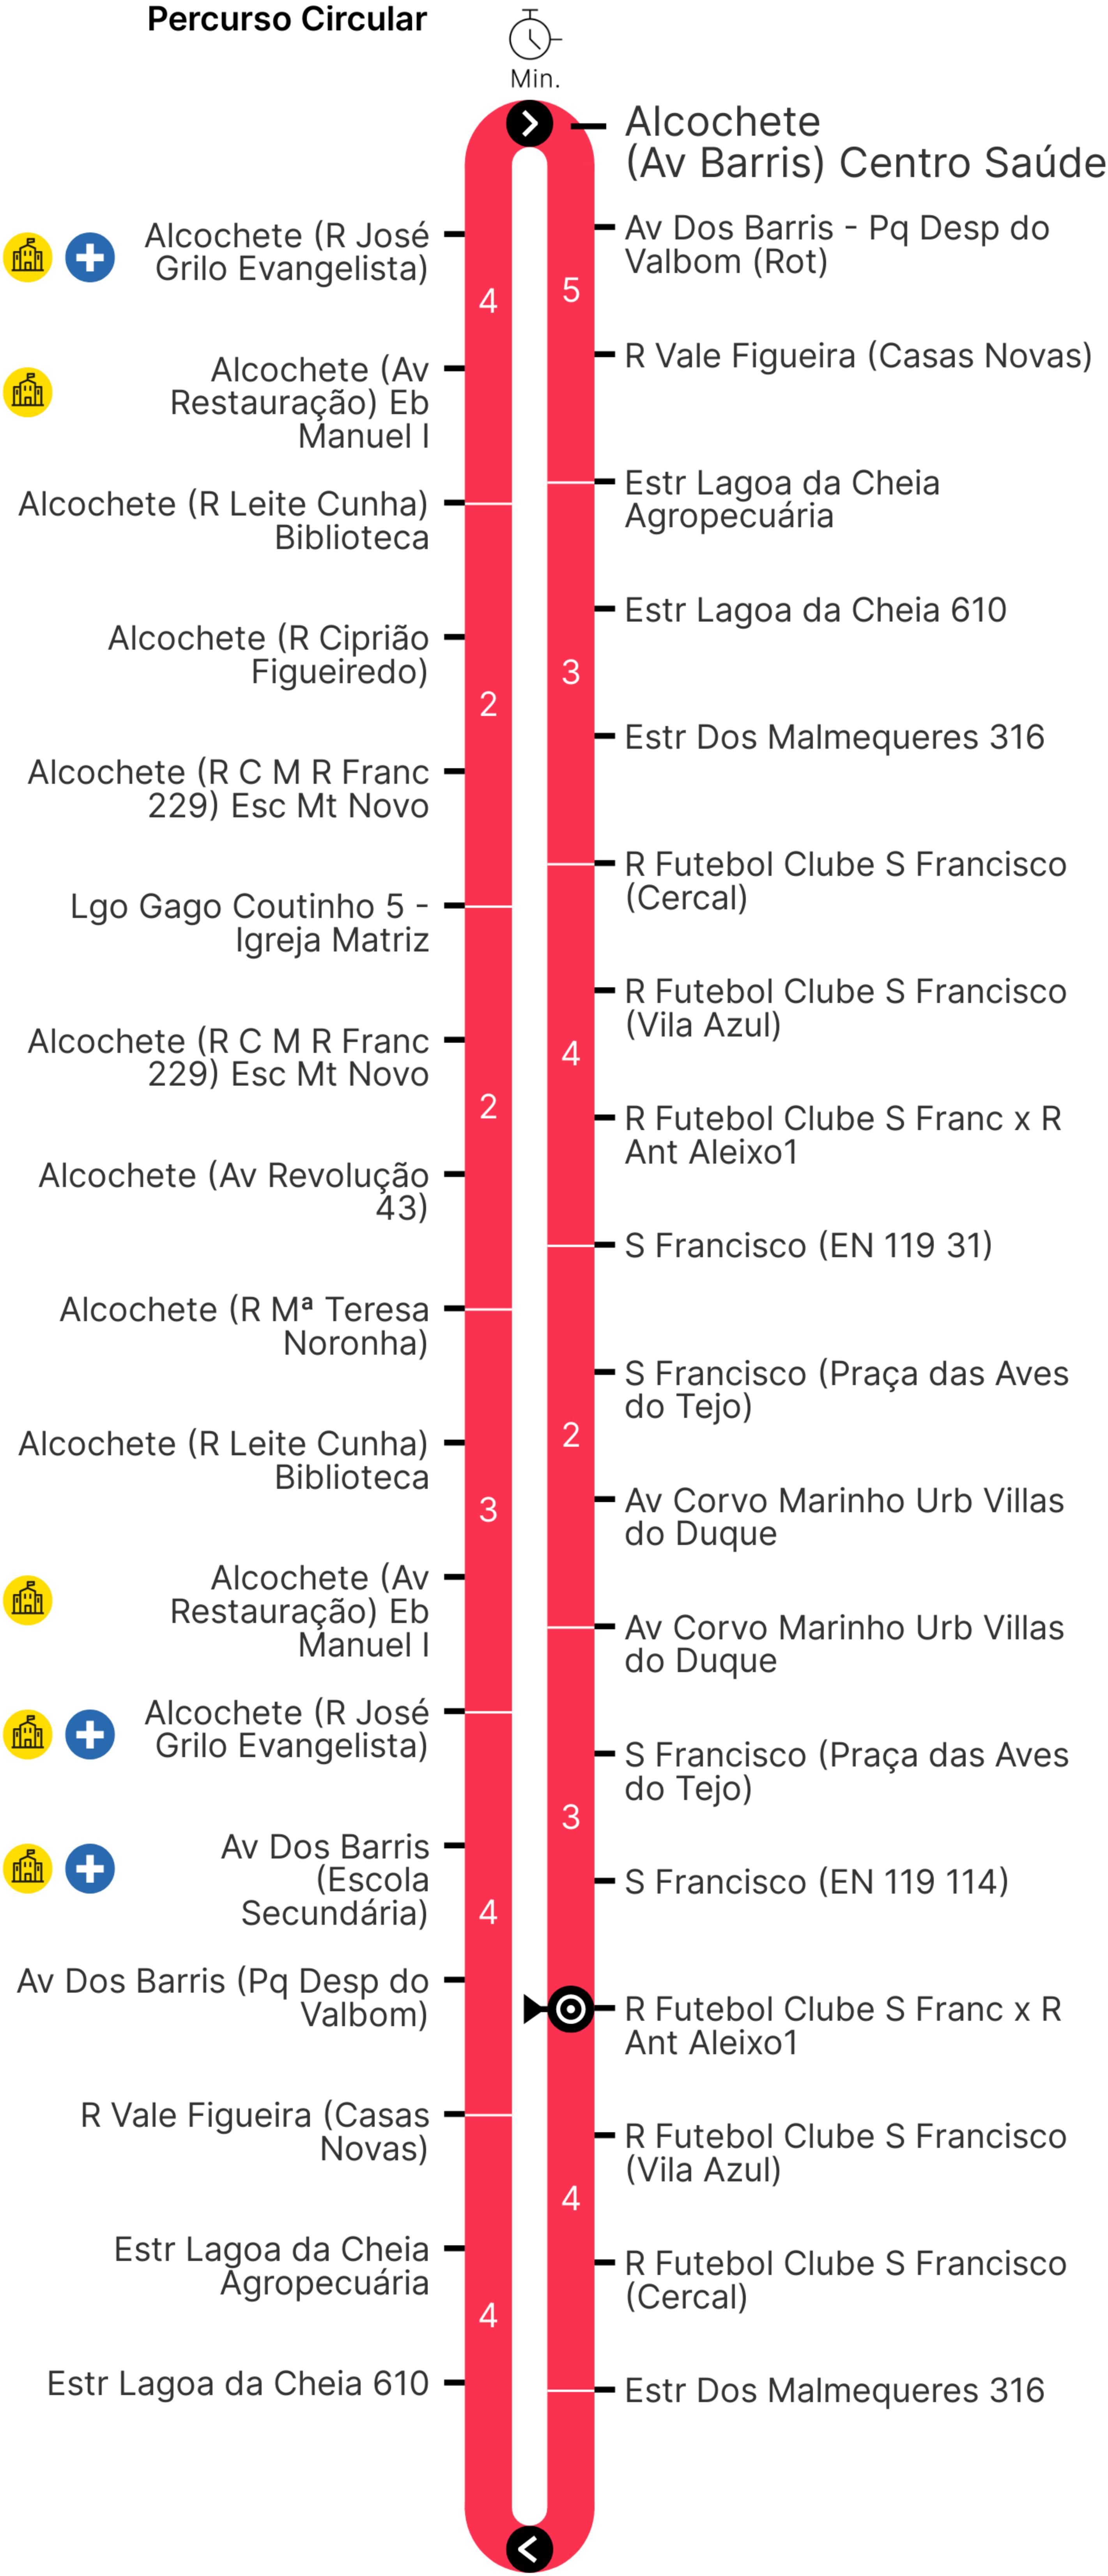 Percurso Circular
Min.
Alcochete
(Av Barris) Centro Saúde
Av Dos Barris - Pq Desp do
Valbom (Rot)
5
R Vale Figueira (Casas Novas)
Estr Lagoa da Cheia
Agropecuária
Estr Lagoa da Cheia 610
3
Estr Dos Malmequeres 316
R Futebol Clube S Francisco
(Cercal)
R Futebol Clube S Francisco
(Vila Azul)
4
R Futebol Clube S Franc x R
Ant Aleixo1
S Francisco (EN 119 31)
S Francisco (Praça das Aves
do Tejo)
2
Av Corvo Marinho Urb Villas
do Duque
Av Corvo Marinho Urb Villas
do Duque
S Francisco (Praça das Aves
do Tejo)
3
S Francisco (EN 119 114)
R Futebol Clube S Franc x R
Ant Aleixo1
R Futebol Clube S Francisco
(Vila Azul)
4
R Futebol Clube S Francisco
(Cercal)
Estr Dos Malmequeres 316
Alcochete (R José
Grilo Evangelista)
4
Alcochete (Av
Restauração) Eb
Manuel I
Alcochete (R Leite Cunha)
Biblioteca
Alcochete (R Ciprião
Figueiredo)
2
Alcochete (R C M R Franc
229) Esc Mt Novo
Lgo Gago Coutinho 5 -
Igreja Matriz
Alcochete (R C M R Franc
229) Esc Mt Novo
2
Alcochete (Av Revolução
43)
Alcochete (R Mª Teresa
Noronha)
Alcochete (R Leite Cunha)
Biblioteca
3
Alcochete (Av
Restauração) Eb
Manuel I
Alcochete (R José
Grilo Evangelista)
Av Dos Barris
(Escola
Secundária)
4
Av Dos Barris (Pq Desp do
Valbom)
R Vale Figueira (Casas
Novas)
Estr Lagoa da Cheia
Agropecuária
4
Estr Lagoa da Cheia 610